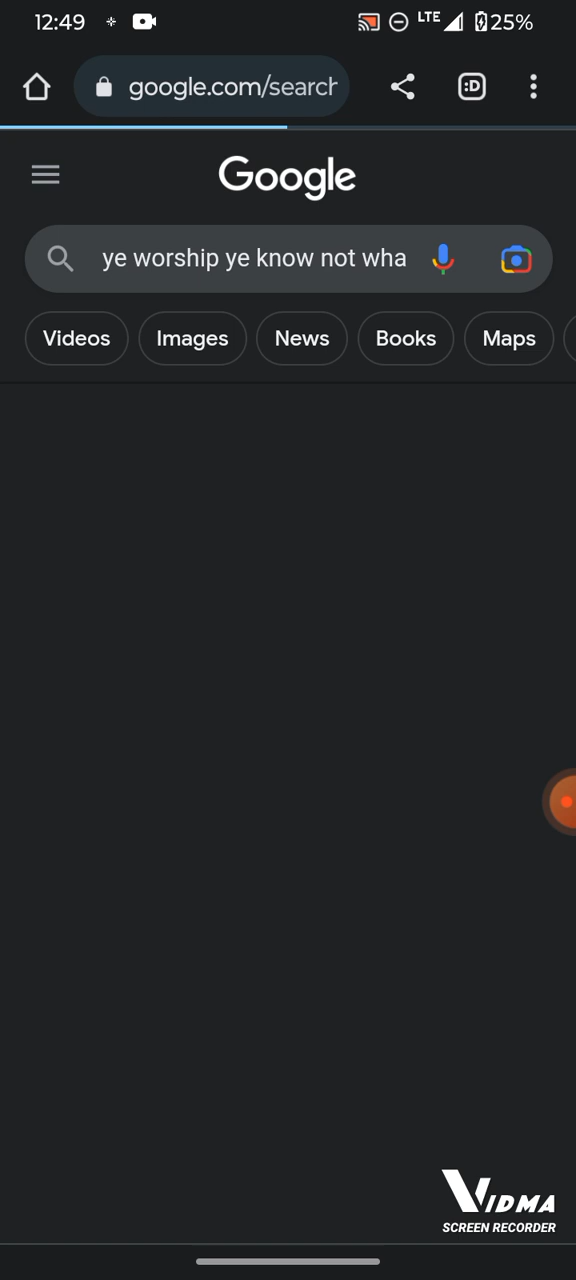 12:49 LTE 25%
google.com/search
:D
Google
ye worship ye know not wha
Videos Images News Books Maps
VIDMA
SCREEN RECORDER